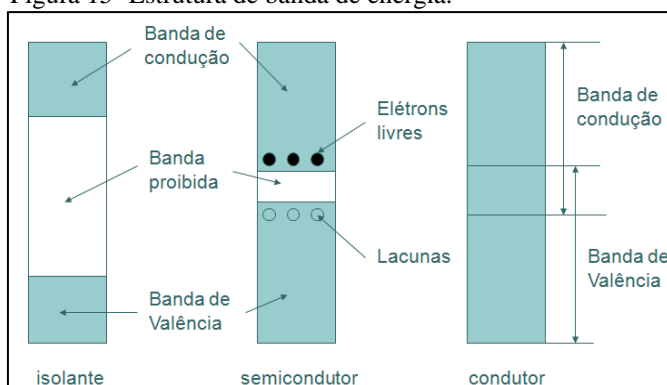 Figura 13- Estrutura de banda de energia.
Banda de
condução
Elétrons
livres
Banda de
condução
Banda
proibida
Lacunas
Banda de
Valência
Banda de
Valência
isolante
semicondutor
condutor